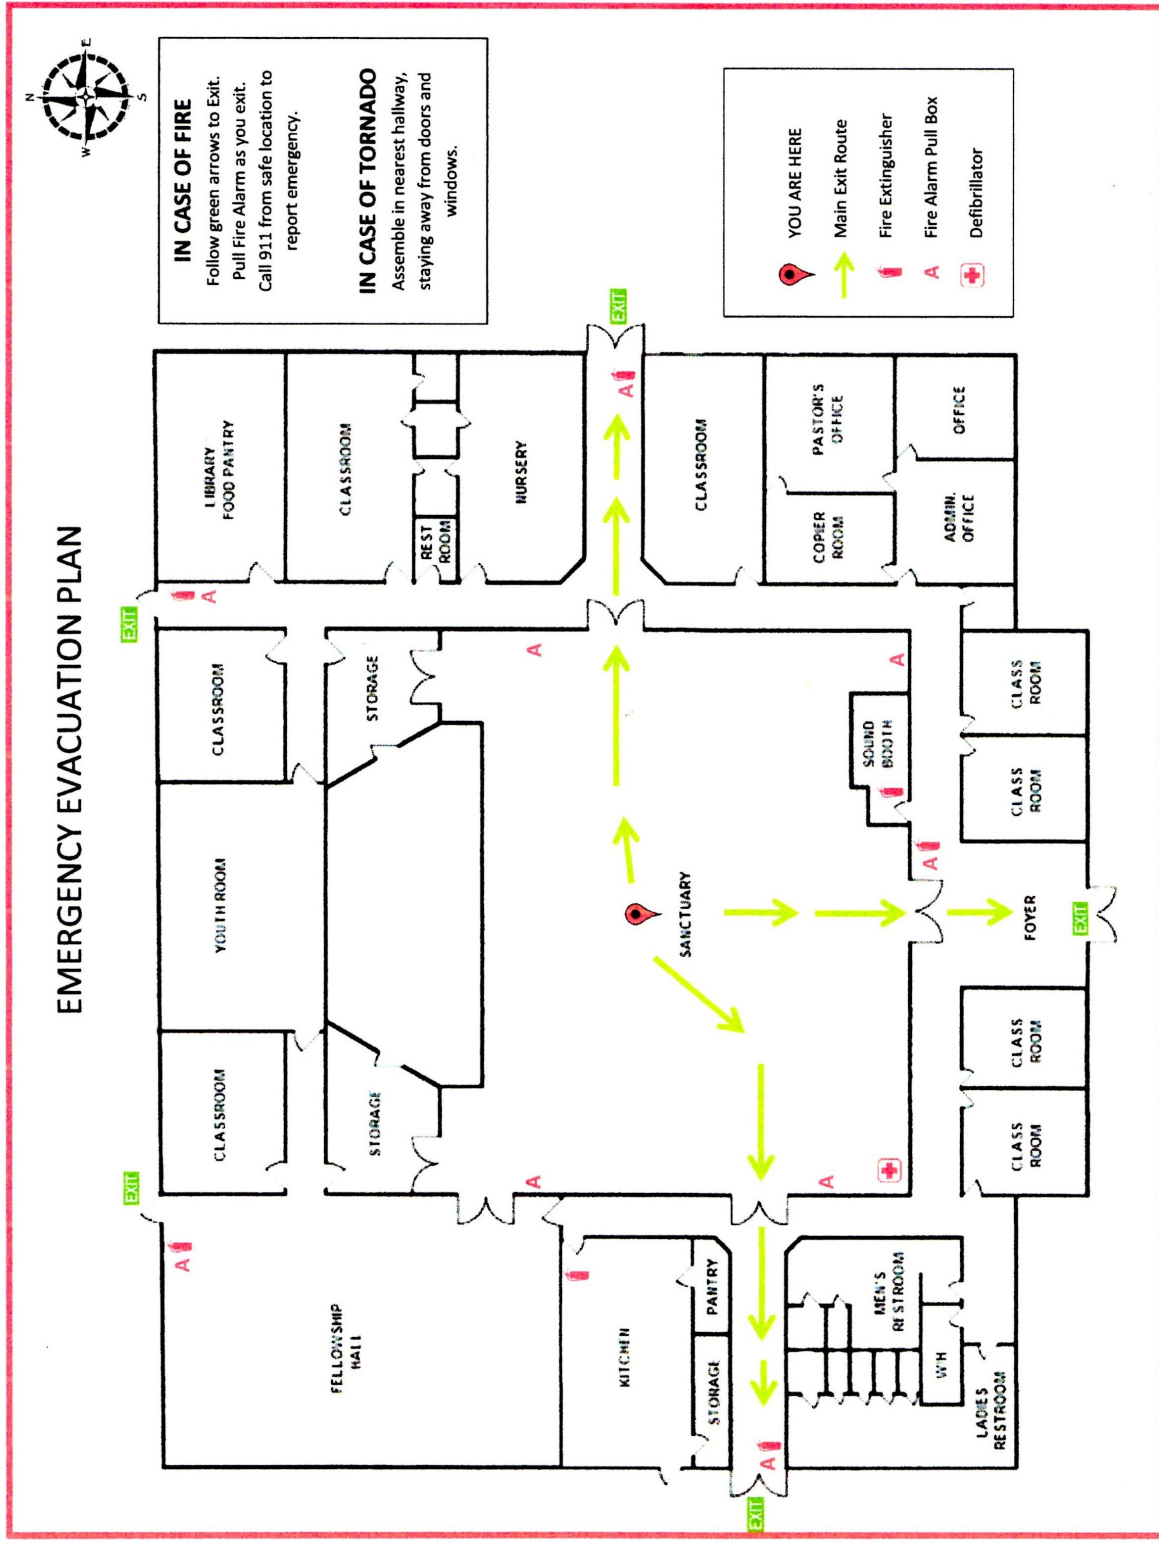 EMERGENCY EVACUATION PLAN
N
E
S
W
IN CASE OF FIRE
Follow green arrows to Exit.
Pull Fire Alarm as you exit.
Call 911 from safe location to
report emergency.
IN CASE OF TORNADO
Assemble in nearest hallway,
staying away from doors and
windows.
YOU ARE HERE
Main Exit Route
Fire Extinguisher
A Fire Alarm Pull Box
Defibrillator
EXIT
EXIT
FELLOWSHIP
HALL
A
CLASSROOM
YOUTH ROOM
CLASSROOM
A
LIBRARY
FOOD PANTRY
STORAGE
STORAGE
CLASSROOM
REST
ROOM
NURSERY
A
A
KITCHEN
STORAGE
PANTRY
SANCTUARY
A
EXIT
EXIT
A
A
CLASSROOM
SOUND
BOOTH
A
COPIER
ROOM
PASTOR'S
OFFICE
MEN'S
RESTROOM
W/H
LADIES
RESTROOM
A
ADMIN.
OFFICE
OFFICE
CLASS
ROOM
CLASS
ROOM
FOYER
CLASS
ROOM
CLASS
ROOM
EXIT